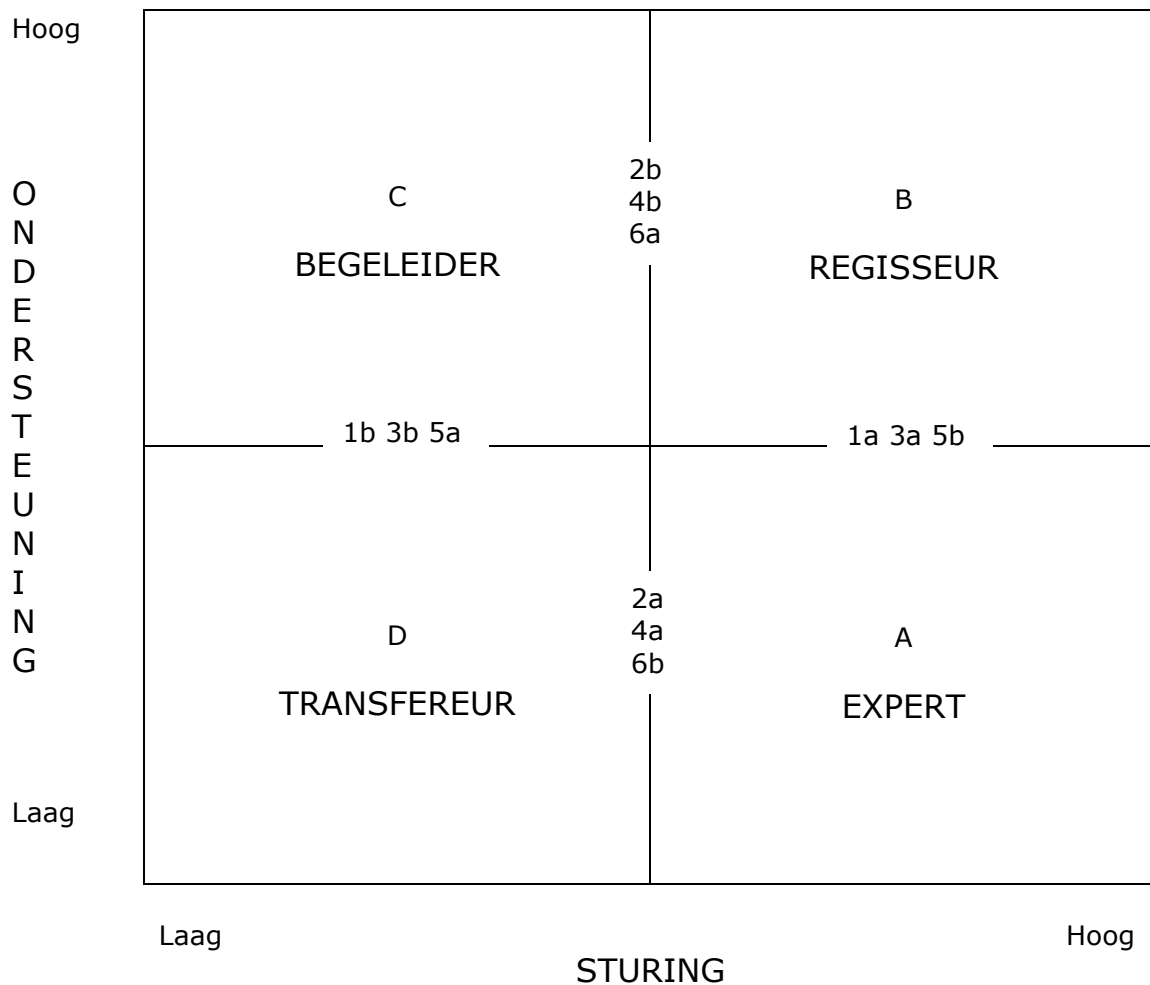 Hoog
O
N
D
E
R
S
T
E
U
N
I
N
G
2b
4b
6a
C
B
BEGELEIDER
REGISSEUR
1b 3b 5a
1a 3a 5b
2a
4a
6b
D
A
TRANSFEREUR
EXPERT
Laag
Laag
Hoog
STURING